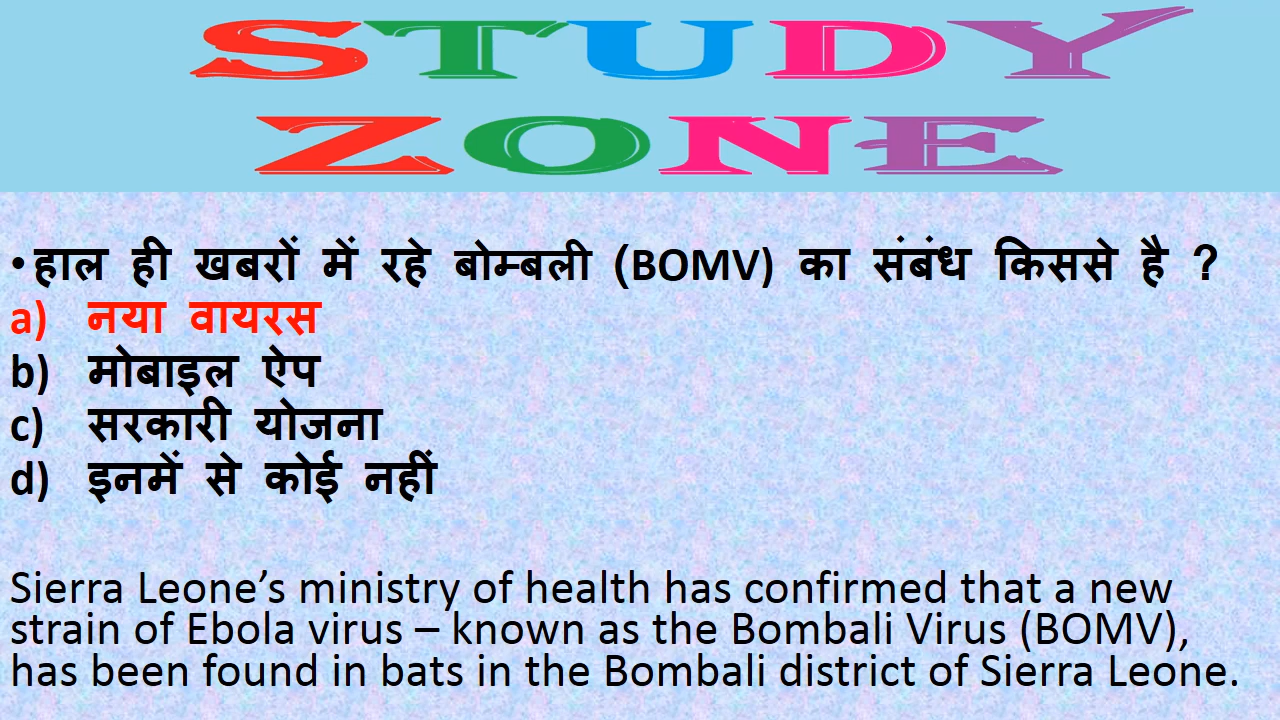 STUDY
ZONE
• हाल ही खबरों में रहे बोम्बली (BOMV) का संबंध किससे है ?
a) नया वायरस
b) मोबाइल ऐप
c) सरकारी योजना
d) इनमें से कोई नहीं
Sierra Leone’s ministry of health has confirmed that a new
strain of Ebola virus – known as the Bombali Virus (BOMV),
has been found in bats in the Bombali district of Sierra Leone.